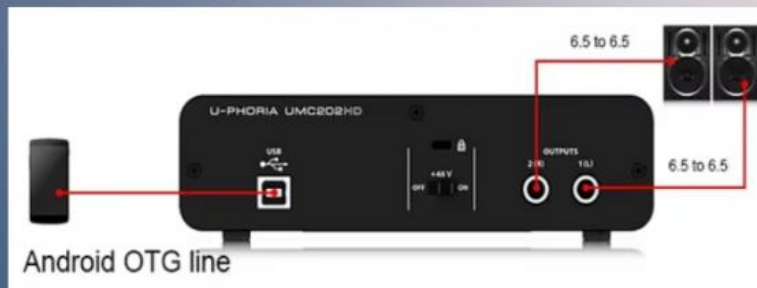 6.5 to 6.5
U-PHORIA UMC202HD
USB
OUTPUTS
2 (R)
1 (L)
+48 V
OFF
ON
6.5 to 6.5
Android OTG line